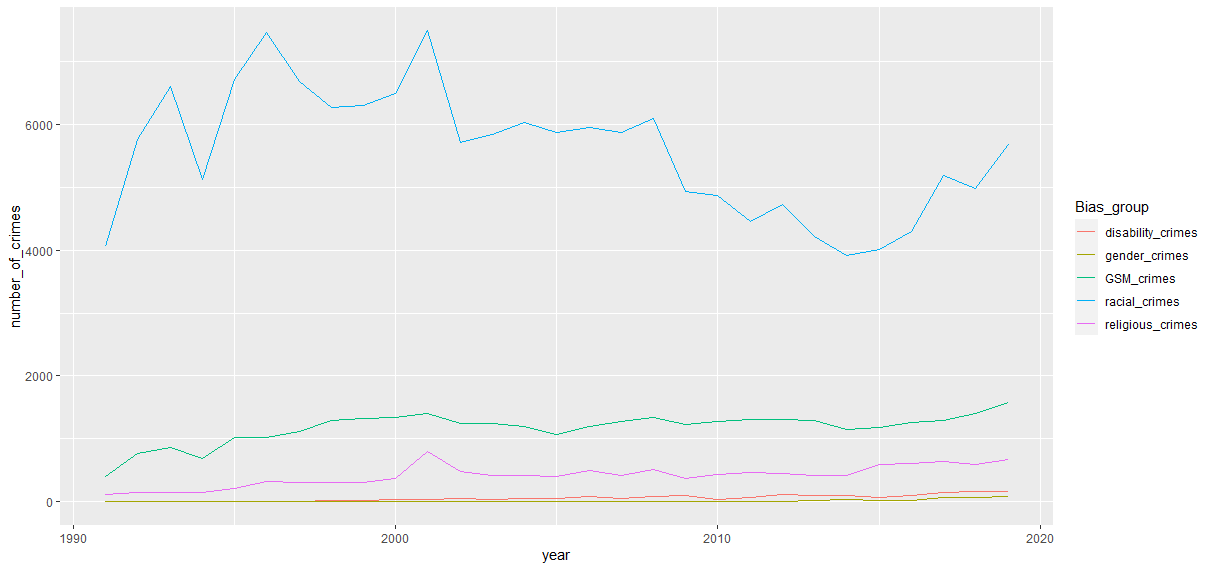 number_of_crimes
6000
4000
2000
0
1990
2000
2010
2020
year
Bias_group
disability_crimes
gender_crimes
GSM_crimes
racial_crimes
religious_crimes